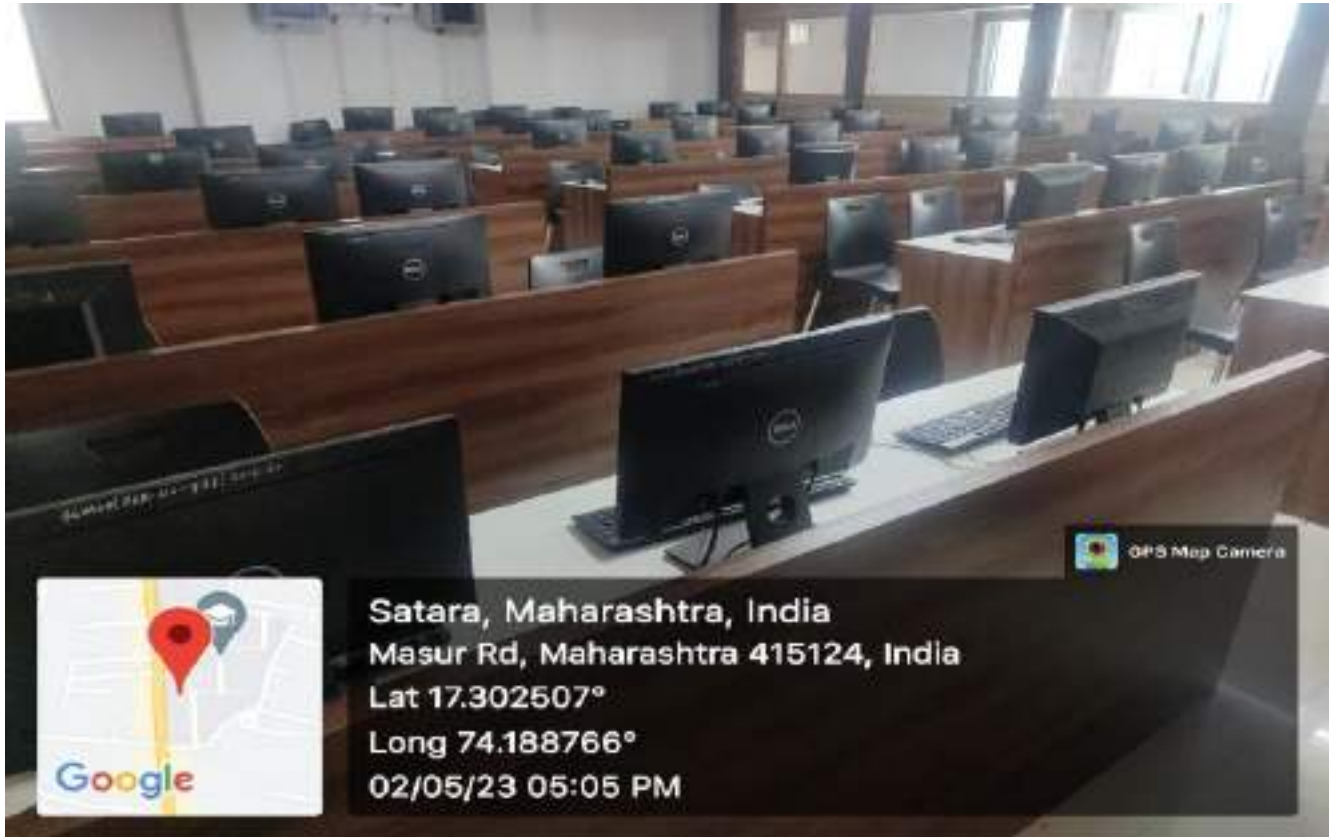 DELL
GPS Map Camera
Satara, Maharashtra, India
Masur Rd, Maharashtra 415124, India
Lat 17.302507°
Long 74.188766°
02/05/23 05:05 PM
Google